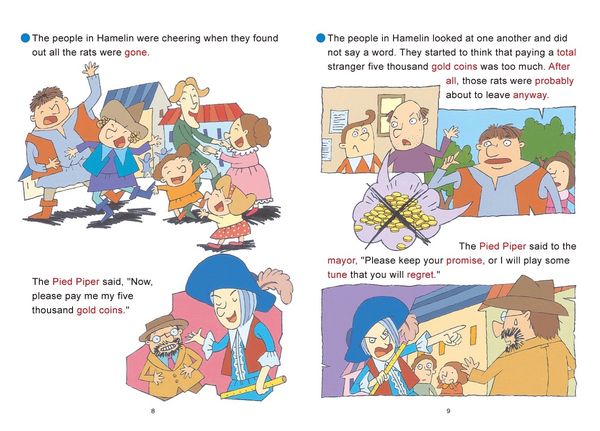 The people in Hamelin were cheering when they found
out all the rats were gone.
The Pied Piper said, "Now,
please pay me my five
thousand gold coins."
8
The people in Hamelin looked at one another and did
not say a word. They started to think that paying a total
stranger five thousand gold coins was too much. After
all, those rats were probably
about to leave anyway.
The Pied Piper said to the
mayor, "Please keep your promise, or I will play some
tune that you will regret."
9